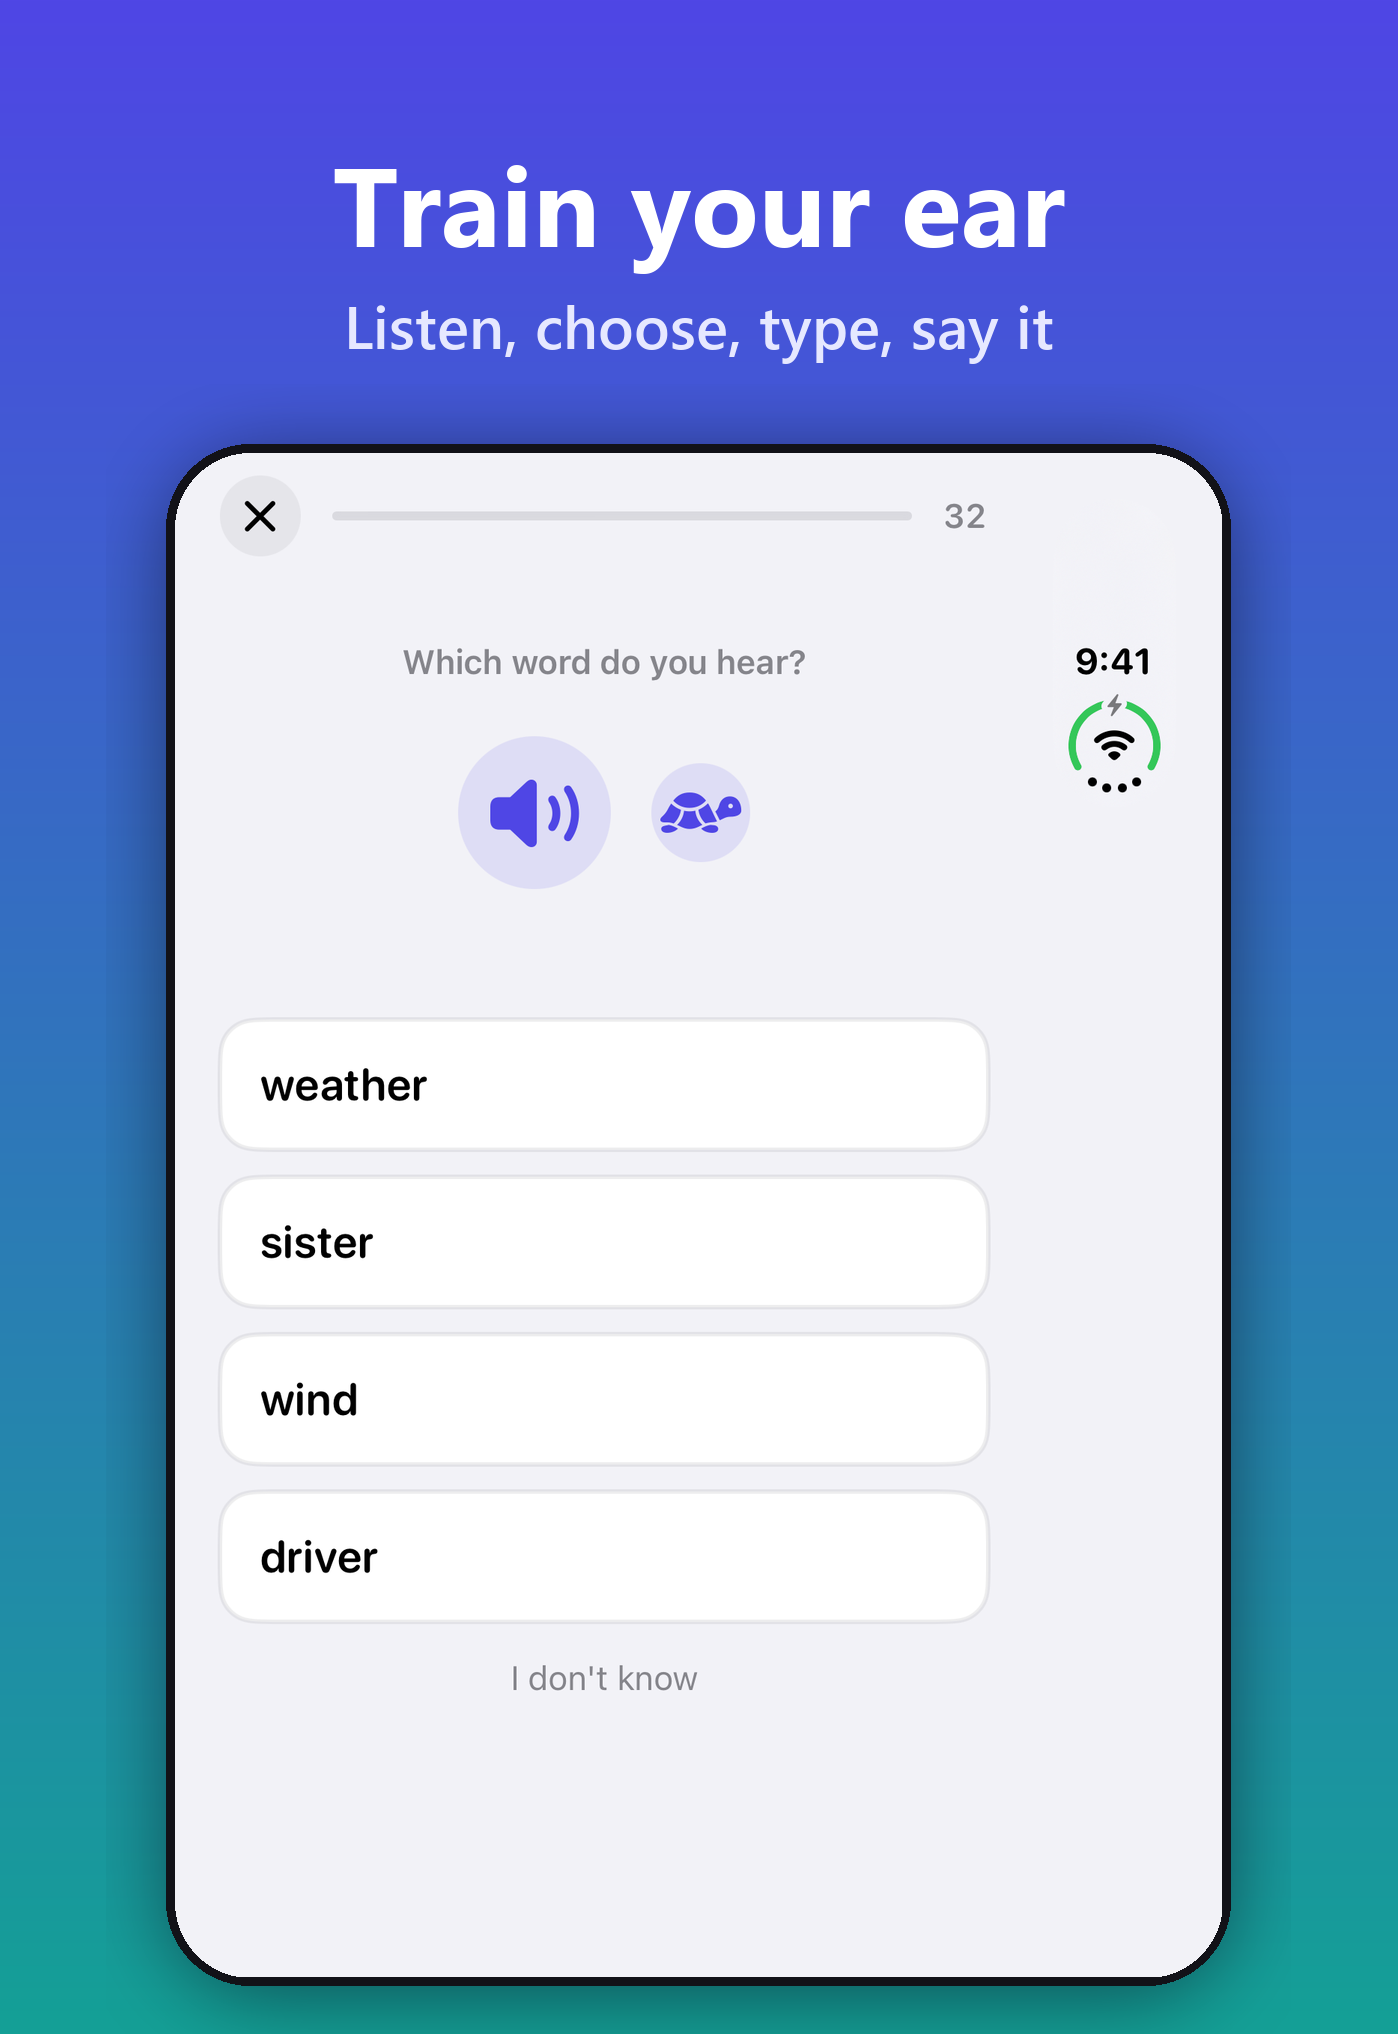 Train your ear
Listen, choose, type, say it
32
Which word do you hear?
9:41
weather
sister
wind
driver
I don't know